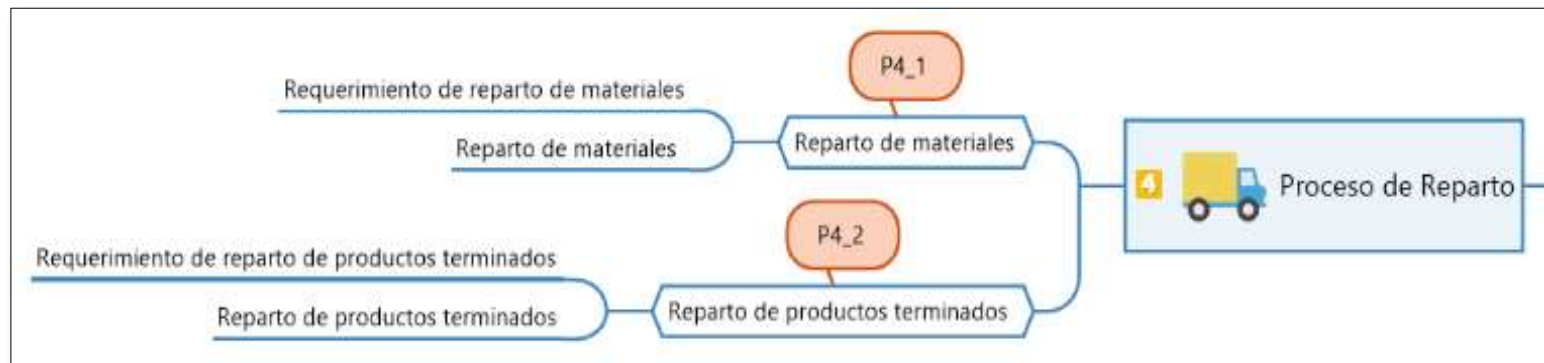 P4_1
Requerimiento de reparto de materiales
Reparto de materiales
Reparto de materiales
4
Proceso de Reparto
P4_2
Requerimiento de reparto de productos terminados
Reparto de productos terminados
Reparto de productos terminados